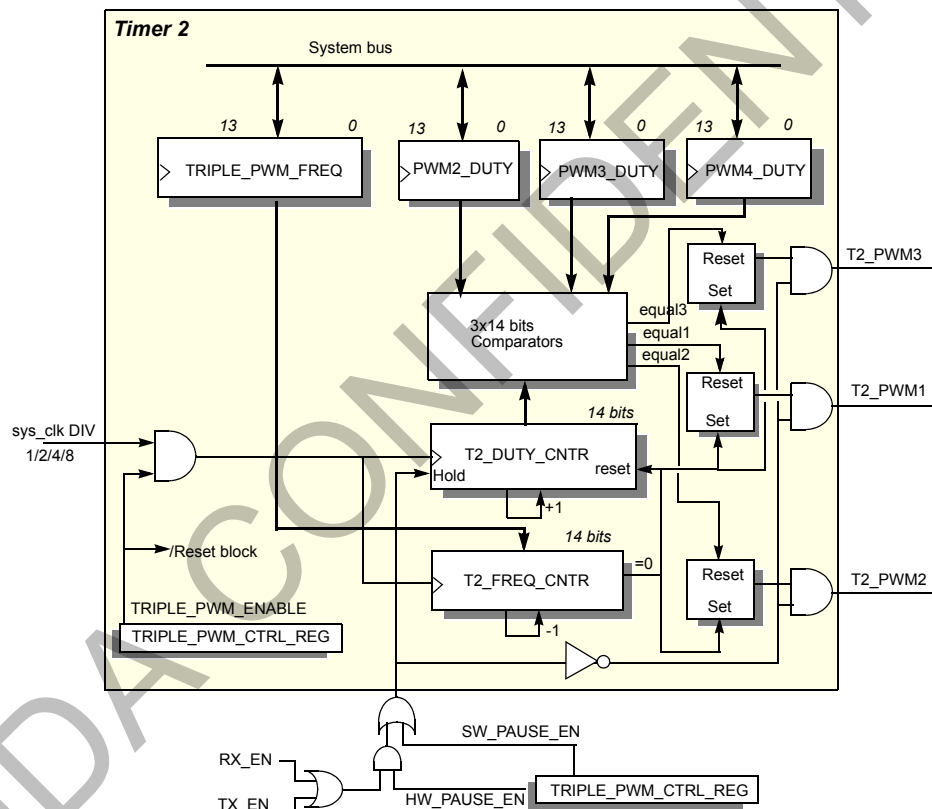 Timer 2
System bus
13 0
13 0
13 0
13 0
TRIPLE_PWM_FREQ
PWM2_DUTY
PWM3_DUTY
PWM4_DUTY
Reset
Set
T2_PWM3
3x14 bits
Comparators
equal3
equal1
equal2
Reset
Set
T2_PWM1
14 bits
sys_clk DIV
1/2/4/8
T2_DUTY_CNTR
Hold
reset
+1
14 bits
/Reset block
T2_FREQ_CNTR
=0
-1
Reset
Set
T2_PWM2
TRIPLE_PWM_ENABLE
TRIPLE_PWM_CTRL_REG
SW_PAUSE_EN
RX_EN
TX_EN
HW_PAUSE_EN
TRIPLE_PWM_CTRL_REG
DA CONFIDENT